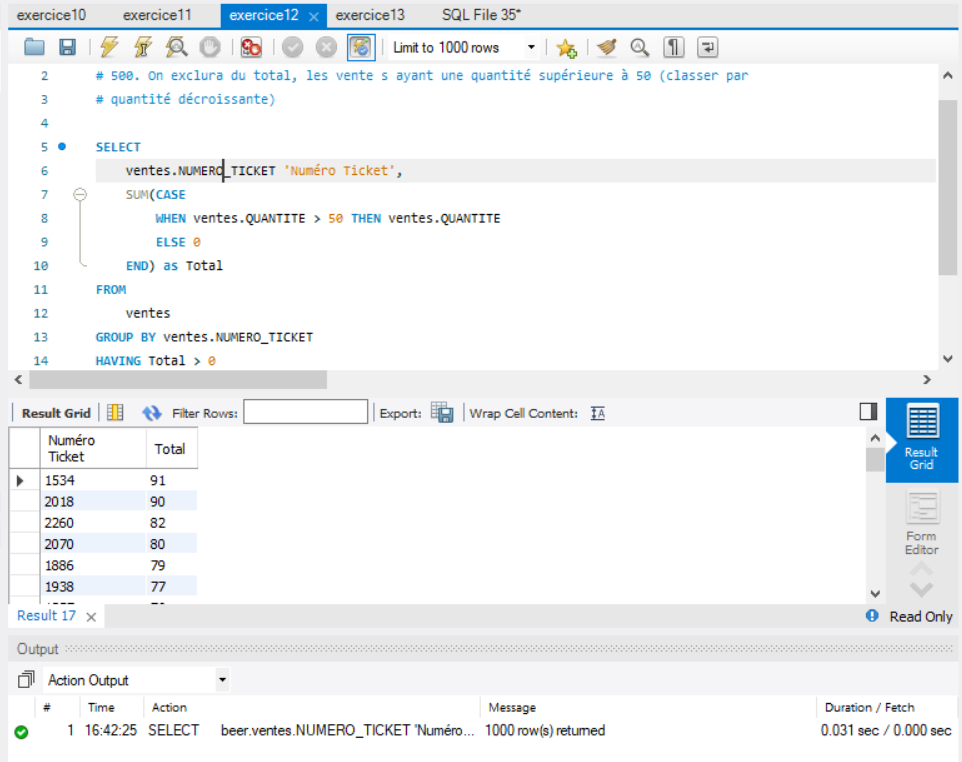 exercice10 exercice11 exercice12 × exercice13 SQL File 35*
Limit to 1000 rows
2 # 500. On exclura du total, les vente s ayant une quantité supérieure à 50 (classer par
3 # quantité décroissante)
4
5 SELECT
6 ventes.NUMERO_TICKET 'Numéro Ticket',
7 SUM(CASE
8 WHEN ventes.QUANTITE > 50 THEN ventes.QUANTITE
9 ELSE 0
10 END) as Total
11 FROM
12 ventes
13 GROUP BY ventes.NUMERO_TICKET
14 HAVING Total > 0
Result Grid Filter Rows: Export: Wrap Cell Content: IA
Numéro Ticket Total
1534 91
2018 90
2260 82
2070 80
1886 79
1938 77
Result Grid
Form Editor
Result 17 × Read Only
Output
Action Output
# Time Action Message Duration / Fetch
1 16:42:25 SELECT beer.ventes.NUMERO_TICKET 'Numéro... 1000 row(s) returned 0.031 sec / 0.000 sec